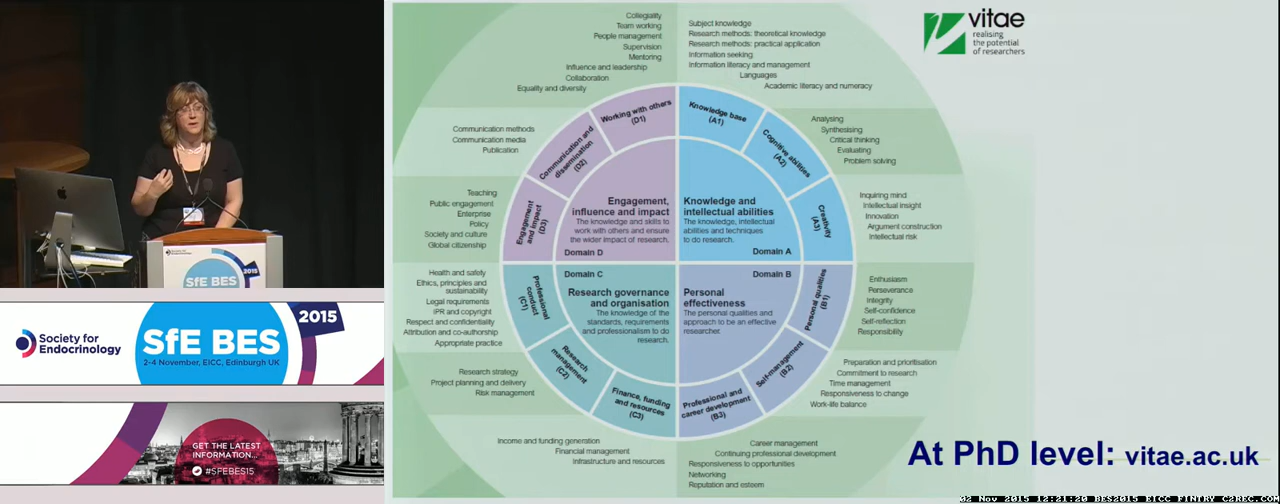 SfE BES
2015
Society for
Endocrinology
SfE BES
2015
2-4 November, EICC, Edinburgh UK
GET THE LATEST
INFORMATION...
#SFEBES15
vitae
realising
the potential
of researchers
Collegiality
Team working
People management
Supervision
Mentoring
Influence and leadership
Collaboration
Equality and diversity
Subject knowledge
Research methods: theoretical knowledge
Research methods: practical application
Information seeking
Information literacy and management
Languages
Academic literacy and numeracy
Working with others
(D1)
Knowledge base
(A1)
Communication methods
Communication media
Publication
Communication and
dissemination
(D2)
Cognitive abilities
(A2)
Analysing
Synthesising
Critical thinking
Evaluating
Problem solving
Teaching
Public engagement
Enterprise
Policy
Society and culture
Global citizenship
Engagement
and impact
(D3)
Engagement,
influence and impact
The knowledge and skills to
work with others and ensure
the wider impact of research.
Domain D
Knowledge and
intellectual abilities
The knowledge, intellectual
abilities and techniques
to do research.
Domain A
Creativity
(A3)
Inquiring mind
Intellectual insight
Innovation
Argument construction
Intellectual risk
Health and safety
Ethics, principles and
sustainability
Legal requirements
IPR and copyright
Respect and confidentiality
Attribution and co-authorship
Appropriate practice
Professional
conduct
(C1)
Domain C
Research governance
and organisation
The knowledge of the
standards, requirements
and professionalism to do
research.
Domain B
Personal
effectiveness
The personal qualities and
approach to be an effective
researcher.
Personal qualities
(B1)
Enthusiasm
Perseverance
Integrity
Self-confidence
Self-reflection
Responsibility
Research strategy
Project planning and delivery
Risk management
Research
management
(C2)
Self-management
(B2)
Preparation and prioritisation
Commitment to research
Time management
Responsiveness to change
Work-life balance
Finance, funding
and resources
(C3)
Professional and
career development
(B3)
Income and funding generation
Financial management
Infrastructure and resources
Career management
Continuing professional development
Responsiveness to opportunities
Networking
Reputation and esteem
At PhD level: vitae.ac.uk
02 Nov 2015 12:21:20 BES2015 EICC FINTRY C2REC.COM